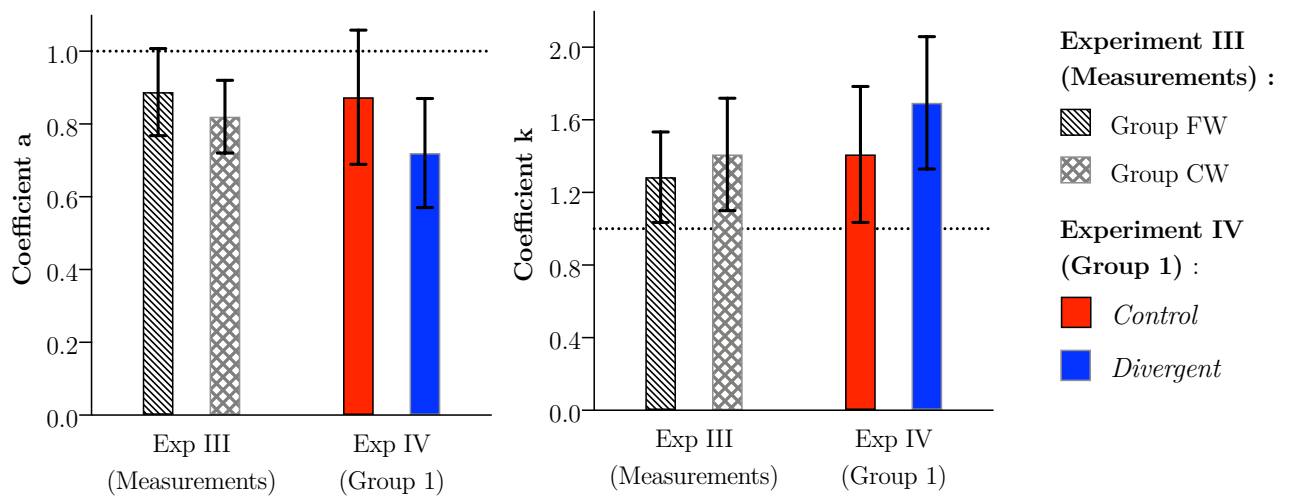 Coefficient a
1.0
0.8
0.6
0.4
0.2
0.0
Exp III
(Measurements)
Exp IV
(Group 1)
Coefficient k
2.0
1.6
1.2
0.8
0.4
0.0
Exp III
(Measurements)
Exp IV
(Group 1)
Experiment III
(Measurements) :
Group FW
Group CW
Experiment IV
(Group 1) :
Control
Divergent